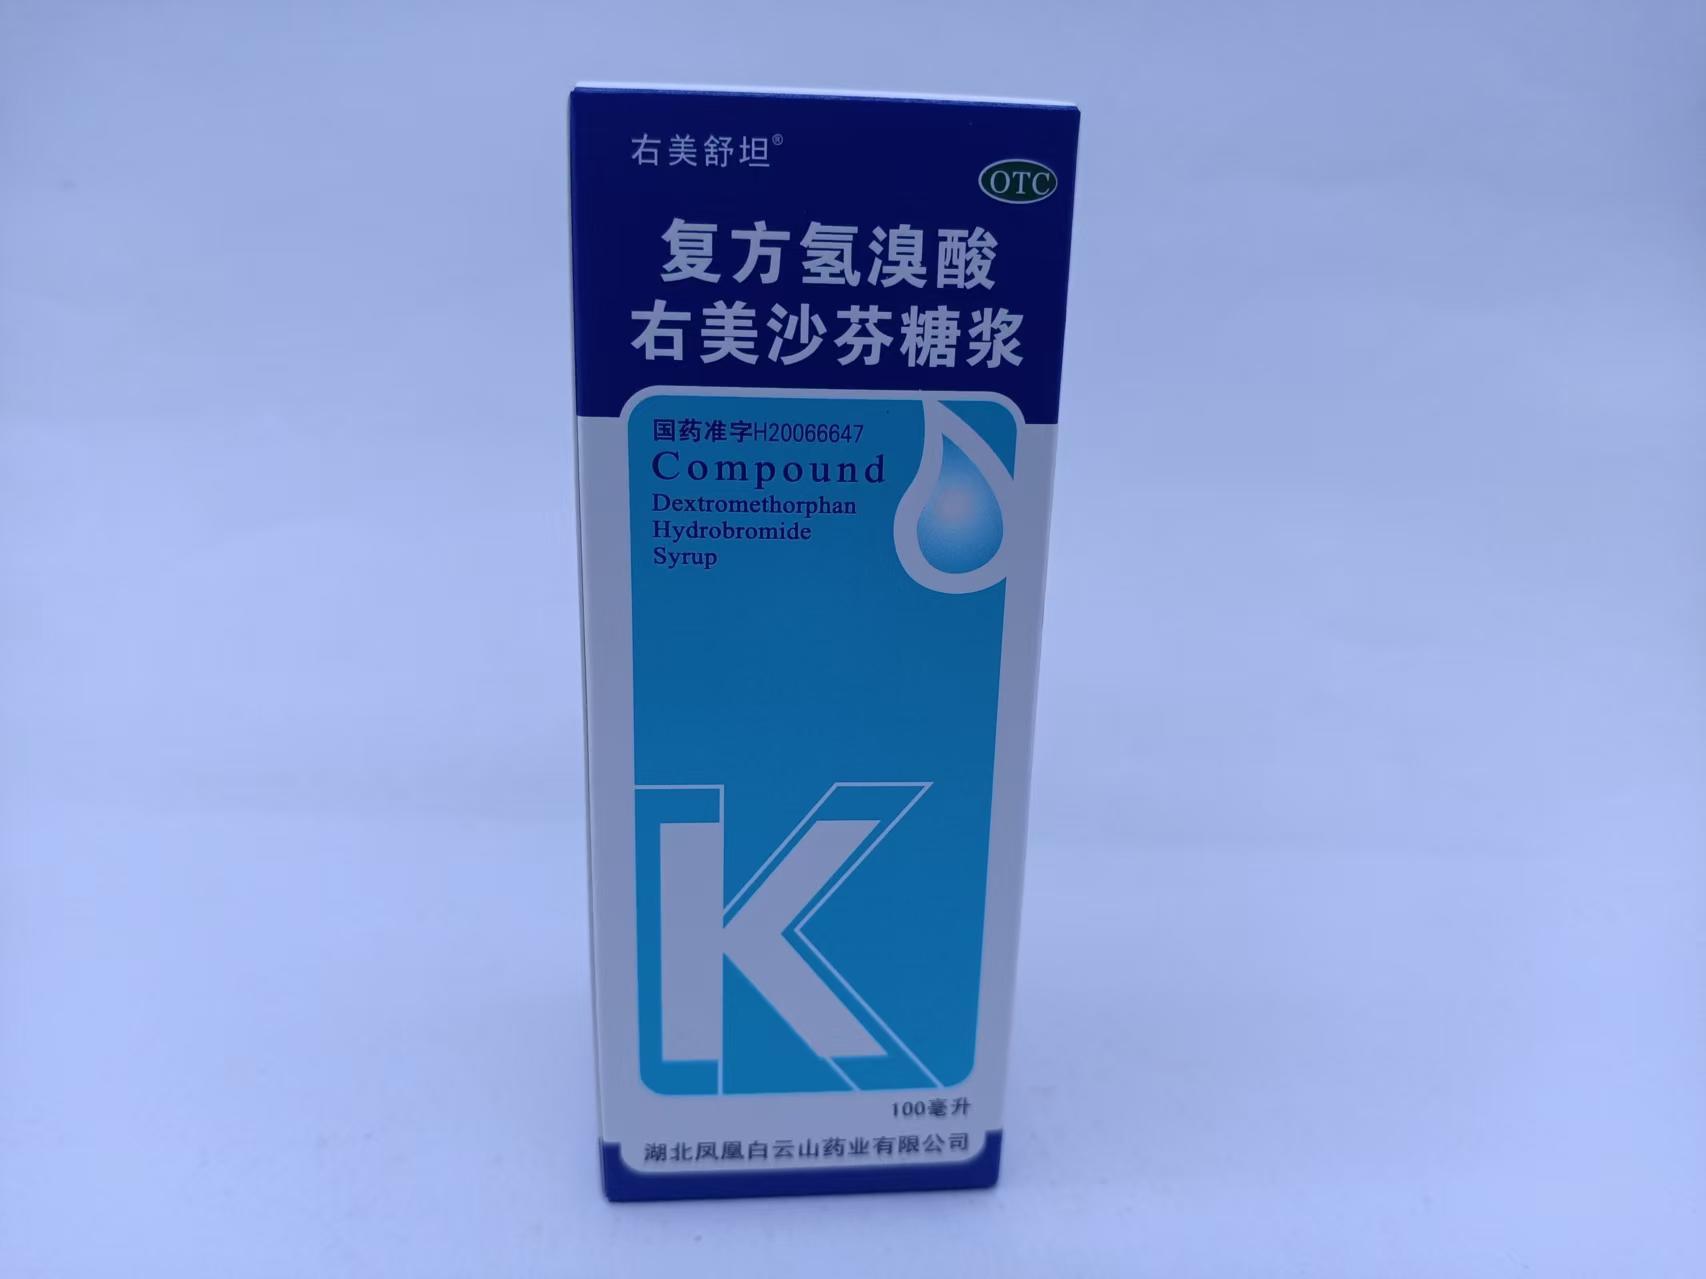 右美舒坦®
OTC
复方氢溴酸
右美沙芬糖浆
国药准字H20066647
Compound
Dextromethorphan
Hydrobromide
Syrup
K
100毫升
湖北凤凰白云山药业有限公司